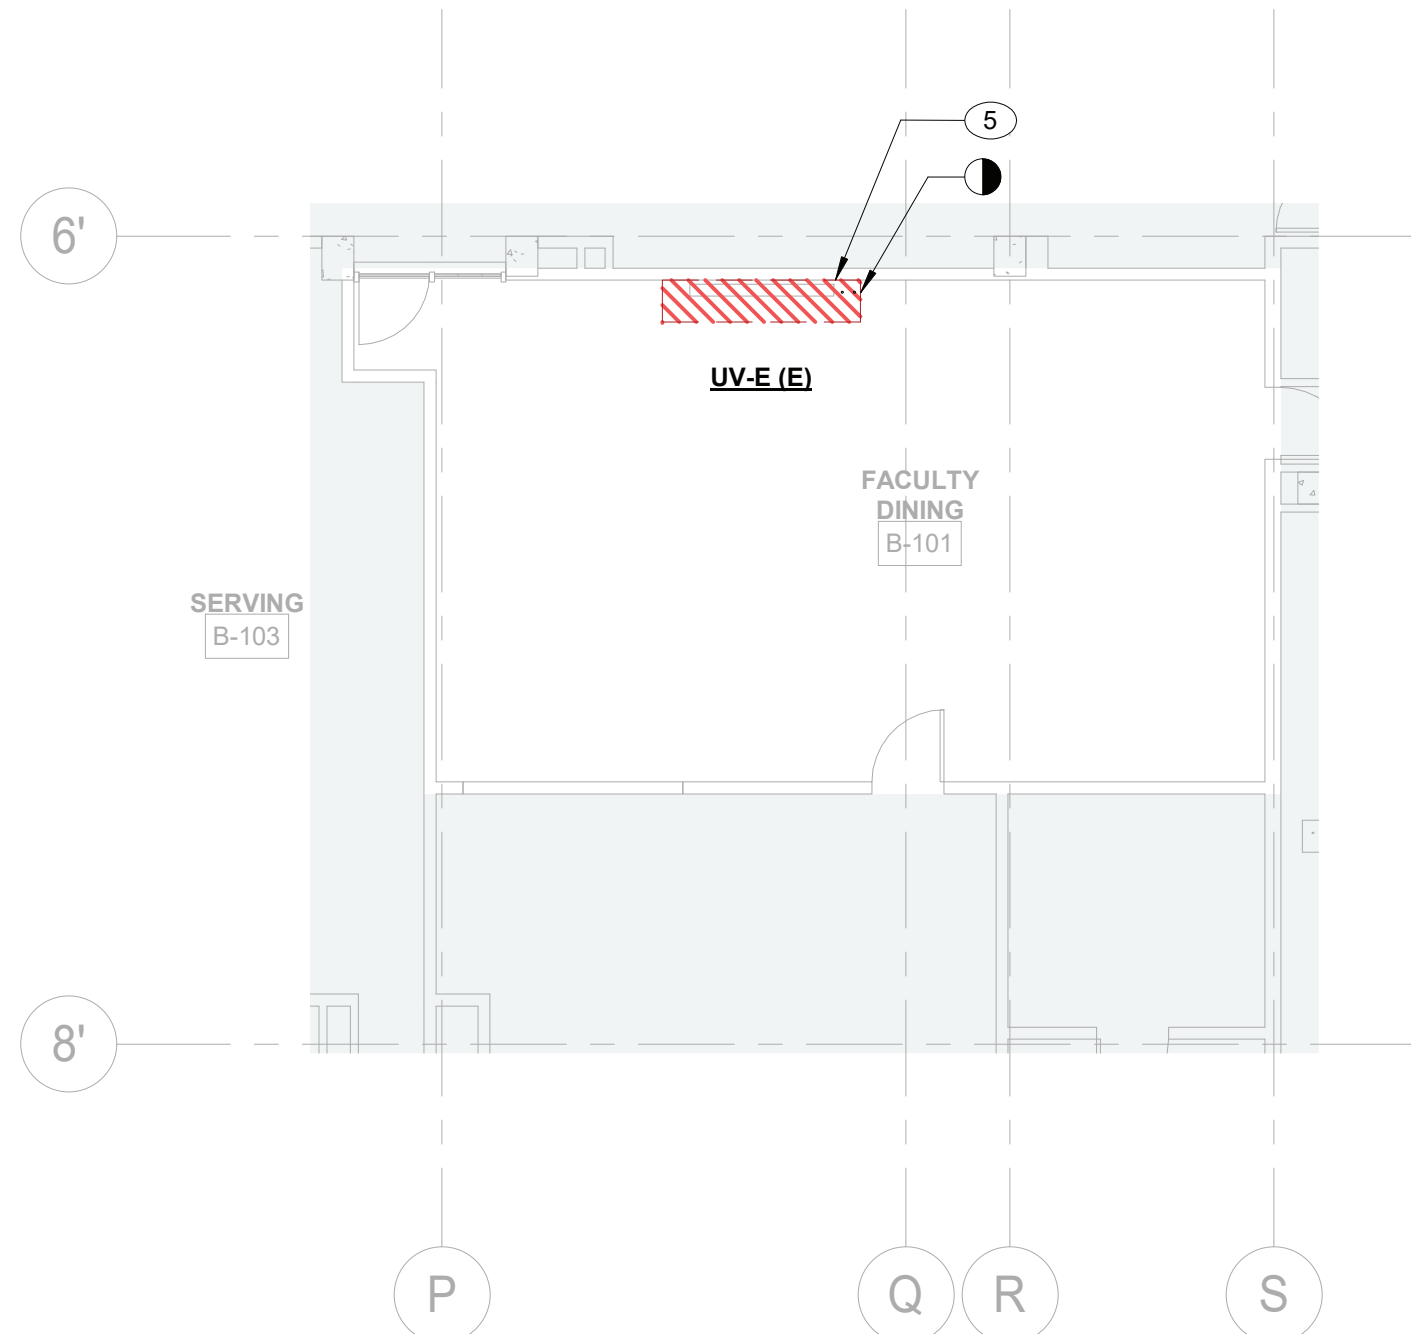 5
6'
UV-E (E)
FACULTY
DINING
B-101
SERVING
B-103
8'
P
Q
R
S